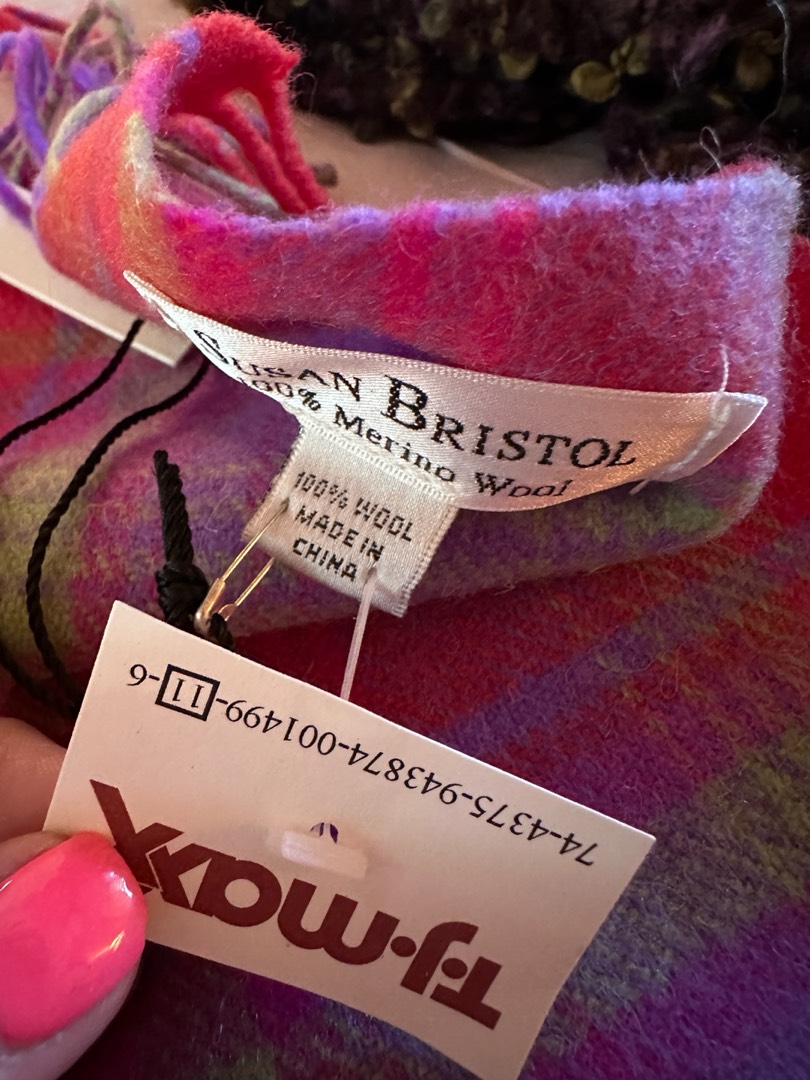 SUSAN BRISTOL
100% Merino Wool
100% WOOL
MADE IN
CHINA
74-4375-943874-001499-11-6
T·J·maxx